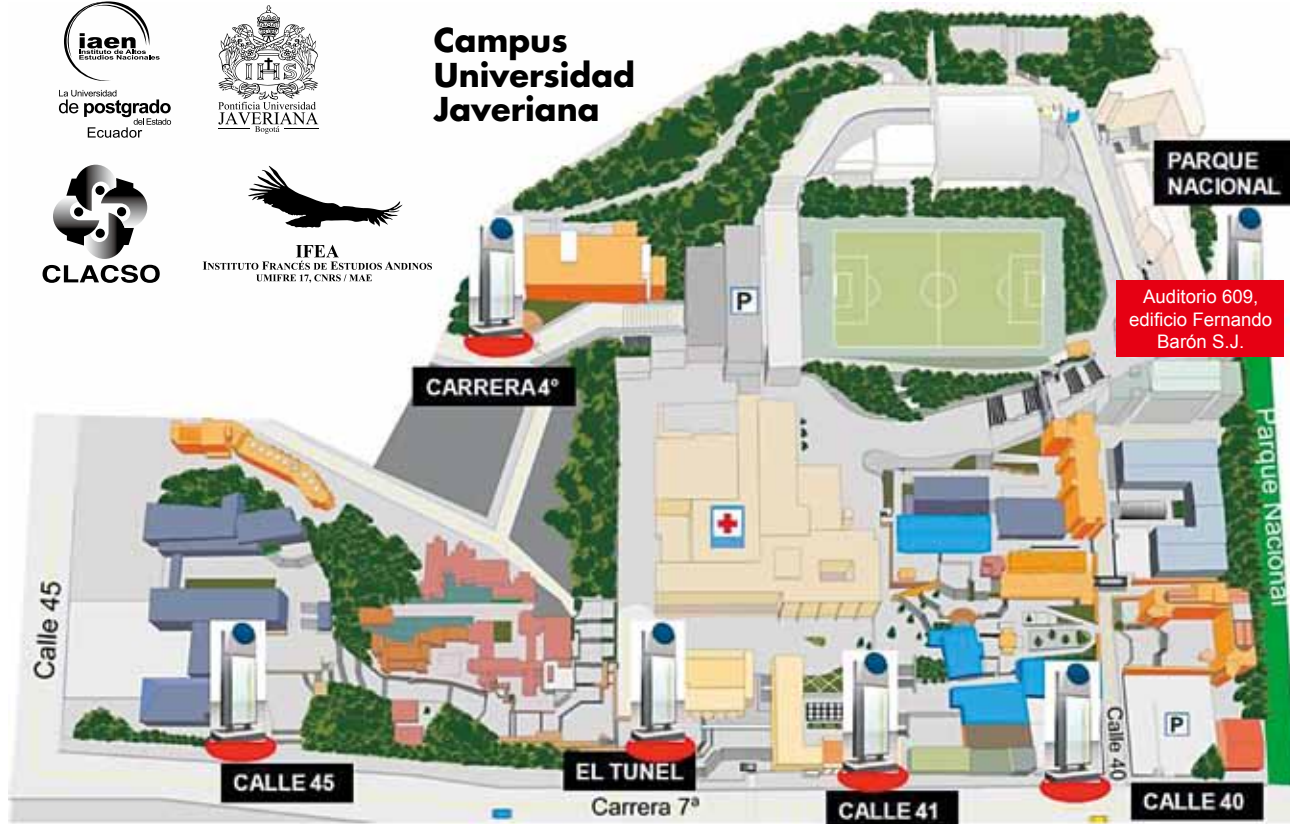 iaen
Instituto de Altos
Estudios Nacionales
La Universidad
de postgrado
del Estado
Ecuador
IHS
Pontificia Universidad
JAVERIANA
Bogotá
Campus
Universidad
Javeriana
CLACSO
IFEA
INSTITUTO FRANCÉS DE ESTUDIOS ANDINOS
UMIFRE 17, CNRS / MAE
PARQUE
NACIONAL
P
Auditorio 609,
edificio Fernando
Barón S.J.
CARRERA 4º
Parque Nacional
Calle 45
Calle 40
P
CALLE 45
EL TUNEL
Carrera 7ª
CALLE 41
CALLE 40